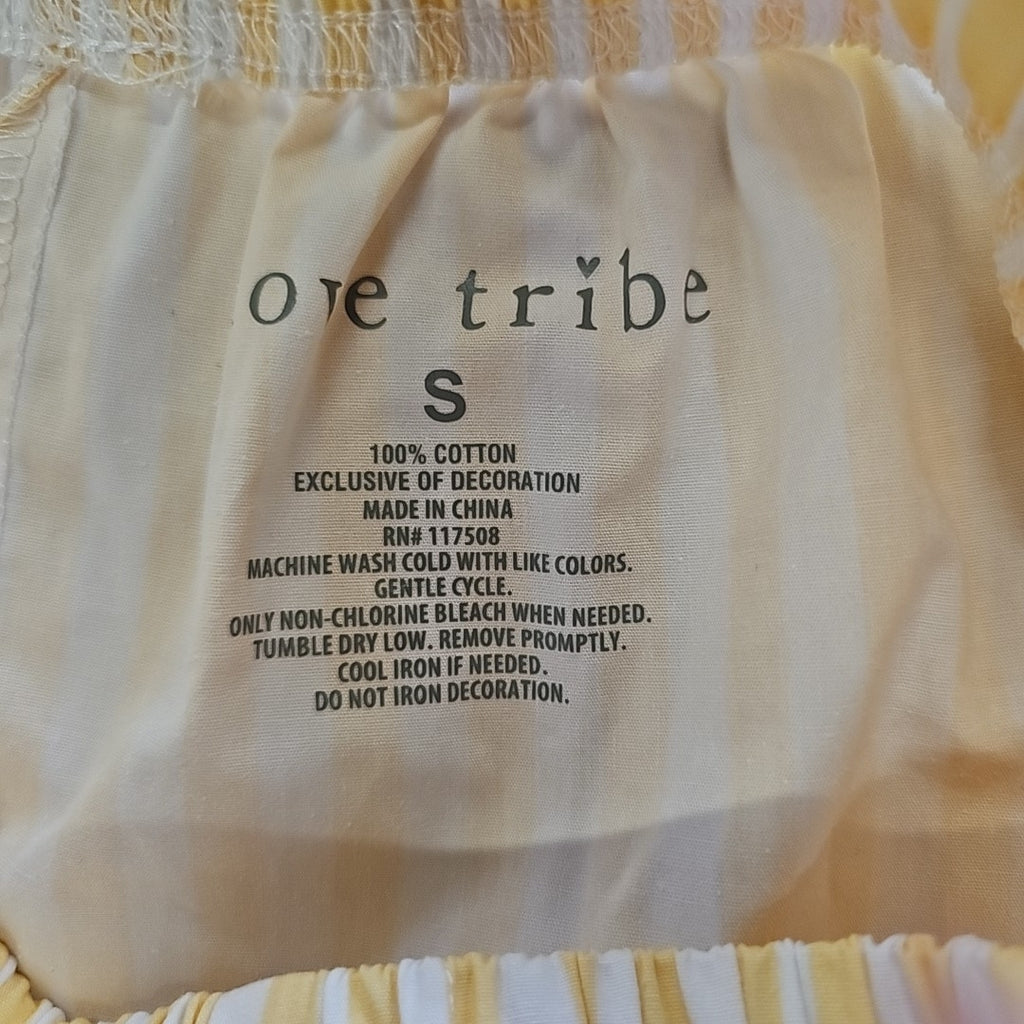 ove tribe
S
100% COTTON
EXCLUSIVE OF DECORATION
MADE IN CHINA
RN# 117508
MACHINE WASH COLD WITH LIKE COLORS.
GENTLE CYCLE.
ONLY NON-CHLORINE BLEACH WHEN NEEDED.
TUMBLE DRY LOW. REMOVE PROMPTLY.
COOL IRON IF NEEDED.
DO NOT IRON DECORATION.